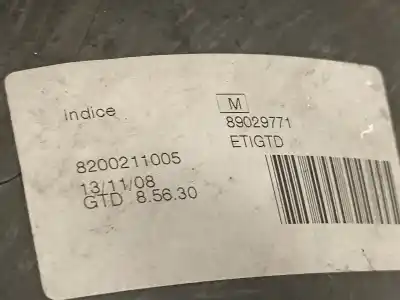 indice
M
89029771
ETIGTD
8200211005
13/11/08
GTD 8.56.30